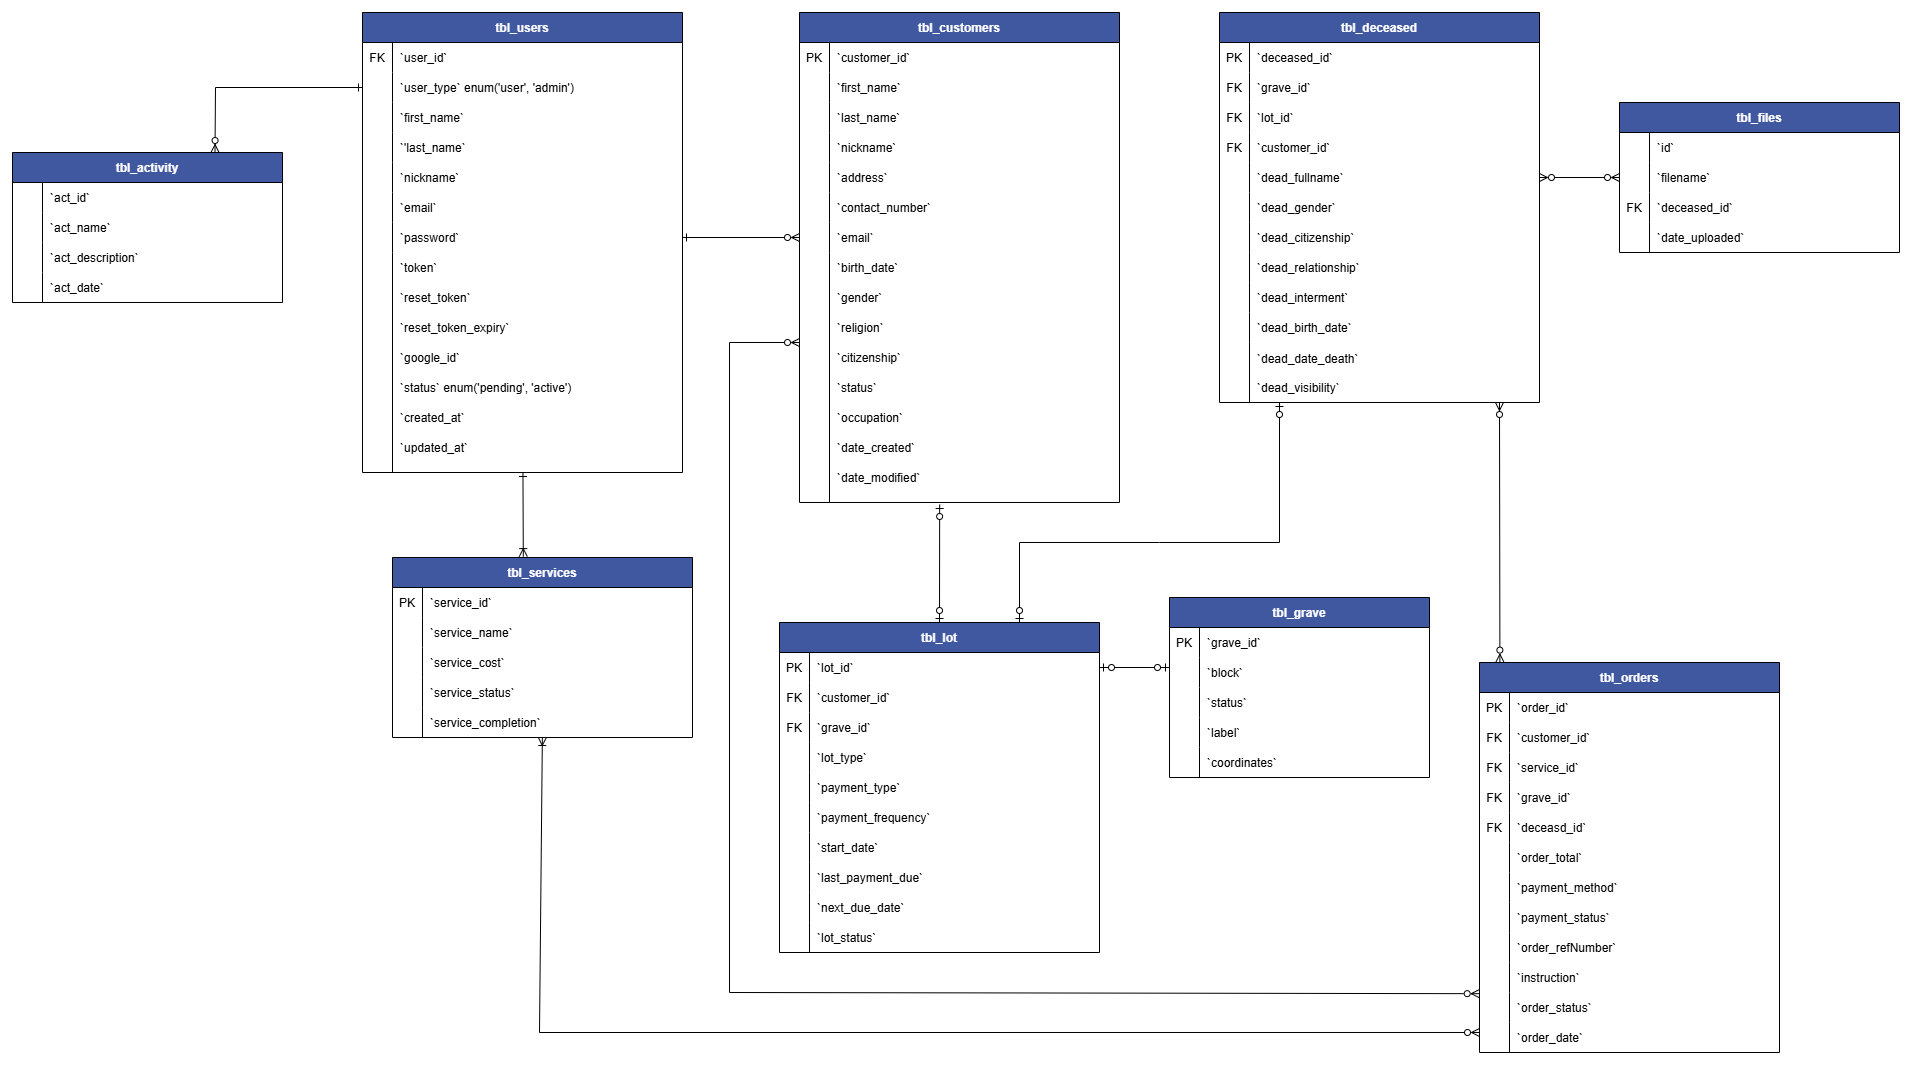 tbl_users
FK `user_id`
`user_type` enum('user', 'admin')
`first_name`
`'last_name`
`nickname`
`email`
`password`
`token`
`reset_token`
`reset_token_expiry`
`google_id`
`status` enum('pending', 'active')
`created_at`
`updated_at`
tbl_customers
PK `customer_id`
`first_name`
`last_name`
`nickname`
`address`
`contact_number`
`email`
`birth_date`
`gender`
`religion`
`citizenship`
`status`
`occupation`
`date_created`
`date_modified`
tbl_deceased
PK `deceased_id`
FK `grave_id`
FK `lot_id`
FK `customer_id`
`dead_fullname`
`dead_gender`
`dead_citizenship`
`dead_relationship`
`dead_interment`
`dead_birth_date`
`dead_date_death`
`dead_visibility`
tbl_files
`id`
`filename`
FK `deceased_id`
`date_uploaded`
tbl_activity
`act_id`
`act_name`
`act_description`
`act_date`
tbl_services
PK `service_id`
`service_name`
`service_cost`
`service_status`
`service_completion`
tbl_lot
PK `lot_id`
FK `customer_id`
FK `grave_id`
`lot_type`
`payment_type`
`payment_frequency`
`start_date`
`last_payment_due`
`next_due_date`
`lot_status`
tbl_grave
PK `grave_id`
`block`
`status`
`label`
`coordinates`
tbl_orders
PK `order_id`
FK `customer_id`
FK `service_id`
FK `grave_id`
FK `deceasd_id`
`order_total`
`payment_method`
`payment_status`
`order_refNumber`
`instruction`
`order_status`
`order_date`